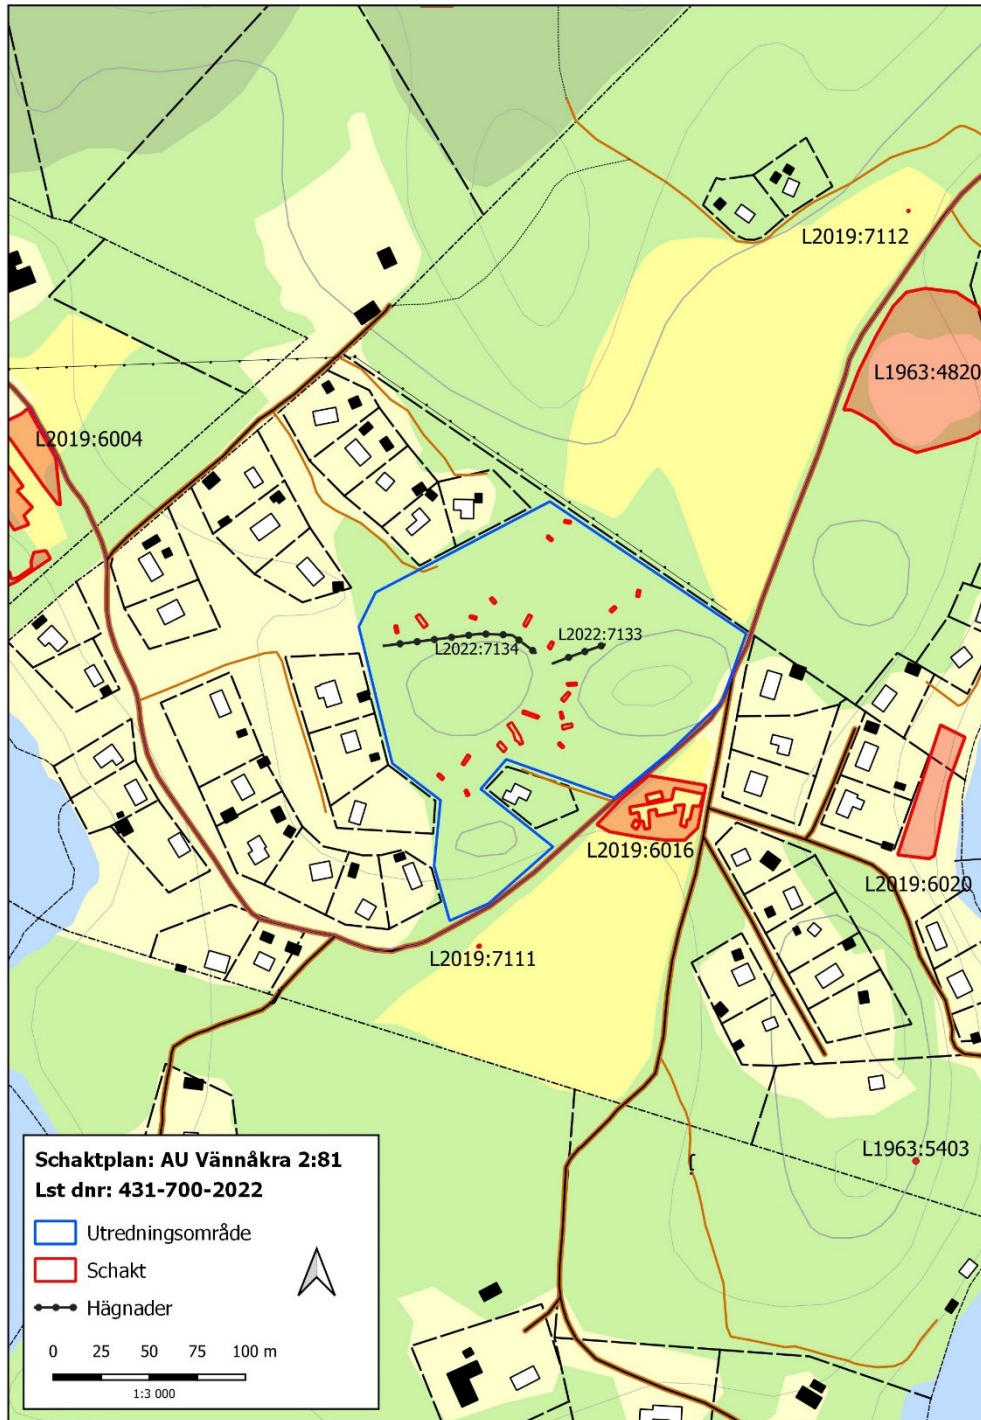 L2019:7112
L1963:4820
L2019:6004
L2022:7133
L2022:7134
L2019:6016
L2019:6020
L2019:7111
L1963:5403
Schaktplan: AU Vännåkra 2:81
Lst dnr: 431-700-2022
Utredningsområde
Schakt
Hägnader
0 25 50 75 100 m
1:3 000